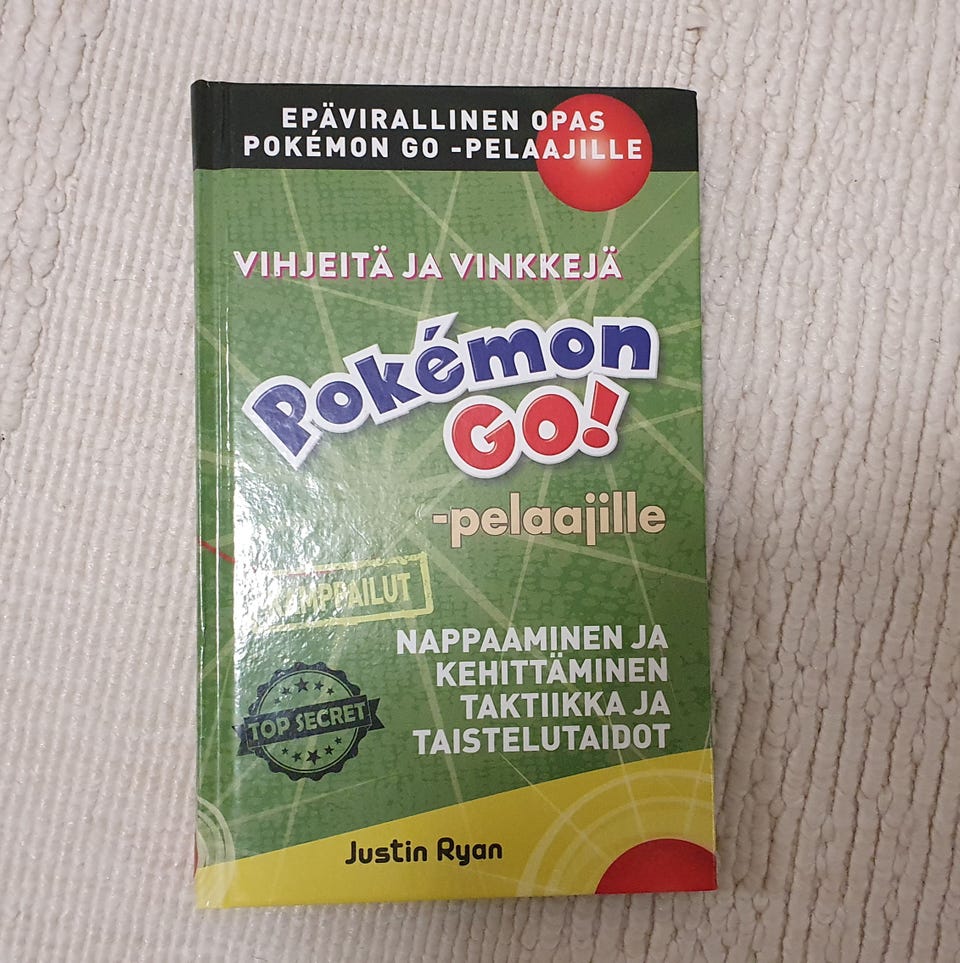 EPÄVIRALLINEN OPAS
POKÉMON GO -PELAAJILLE
VIHJEITÄ JA VINKKEJÄ
Pokémon
GO!
-pelaajille
KAMPPAILUT
NAPPAAMINEN JA
KEHITTÄMINEN
TAKTIIKKA JA
TAISTELUTAIDOT
TOP SECRET
Justin Ryan